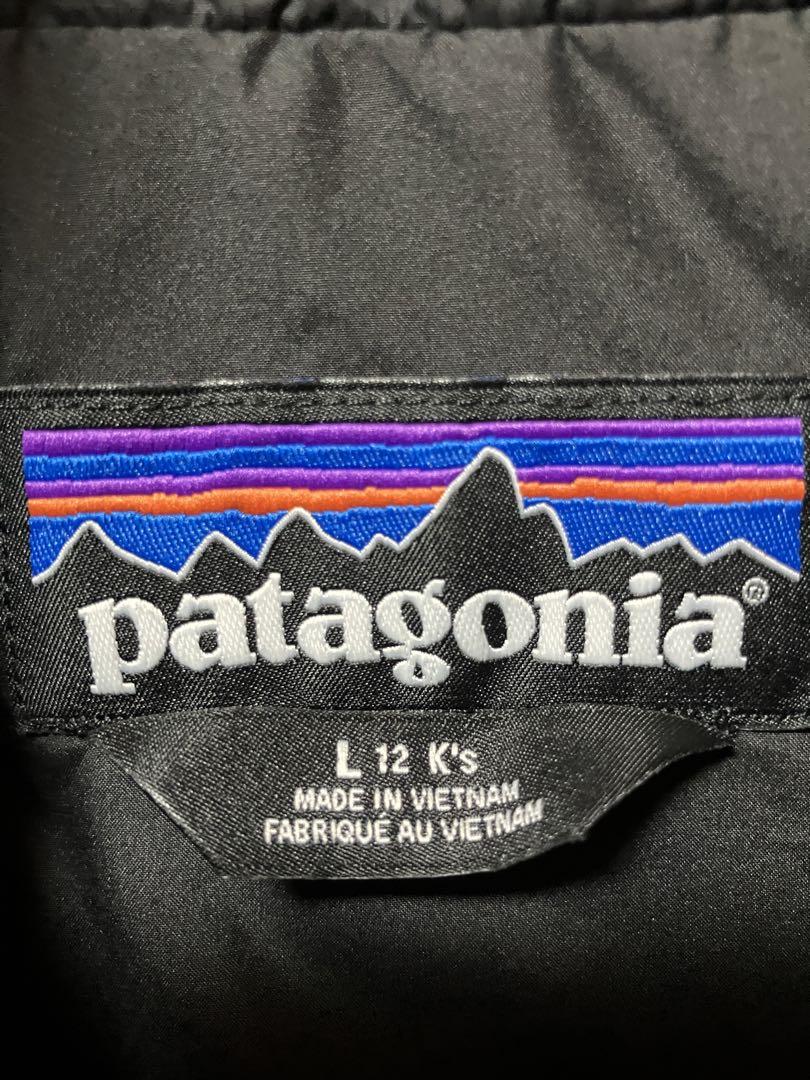 patagonia®
L 12 K's
MADE IN VIETNAM
FABRIQUÉ AU VIETNAM